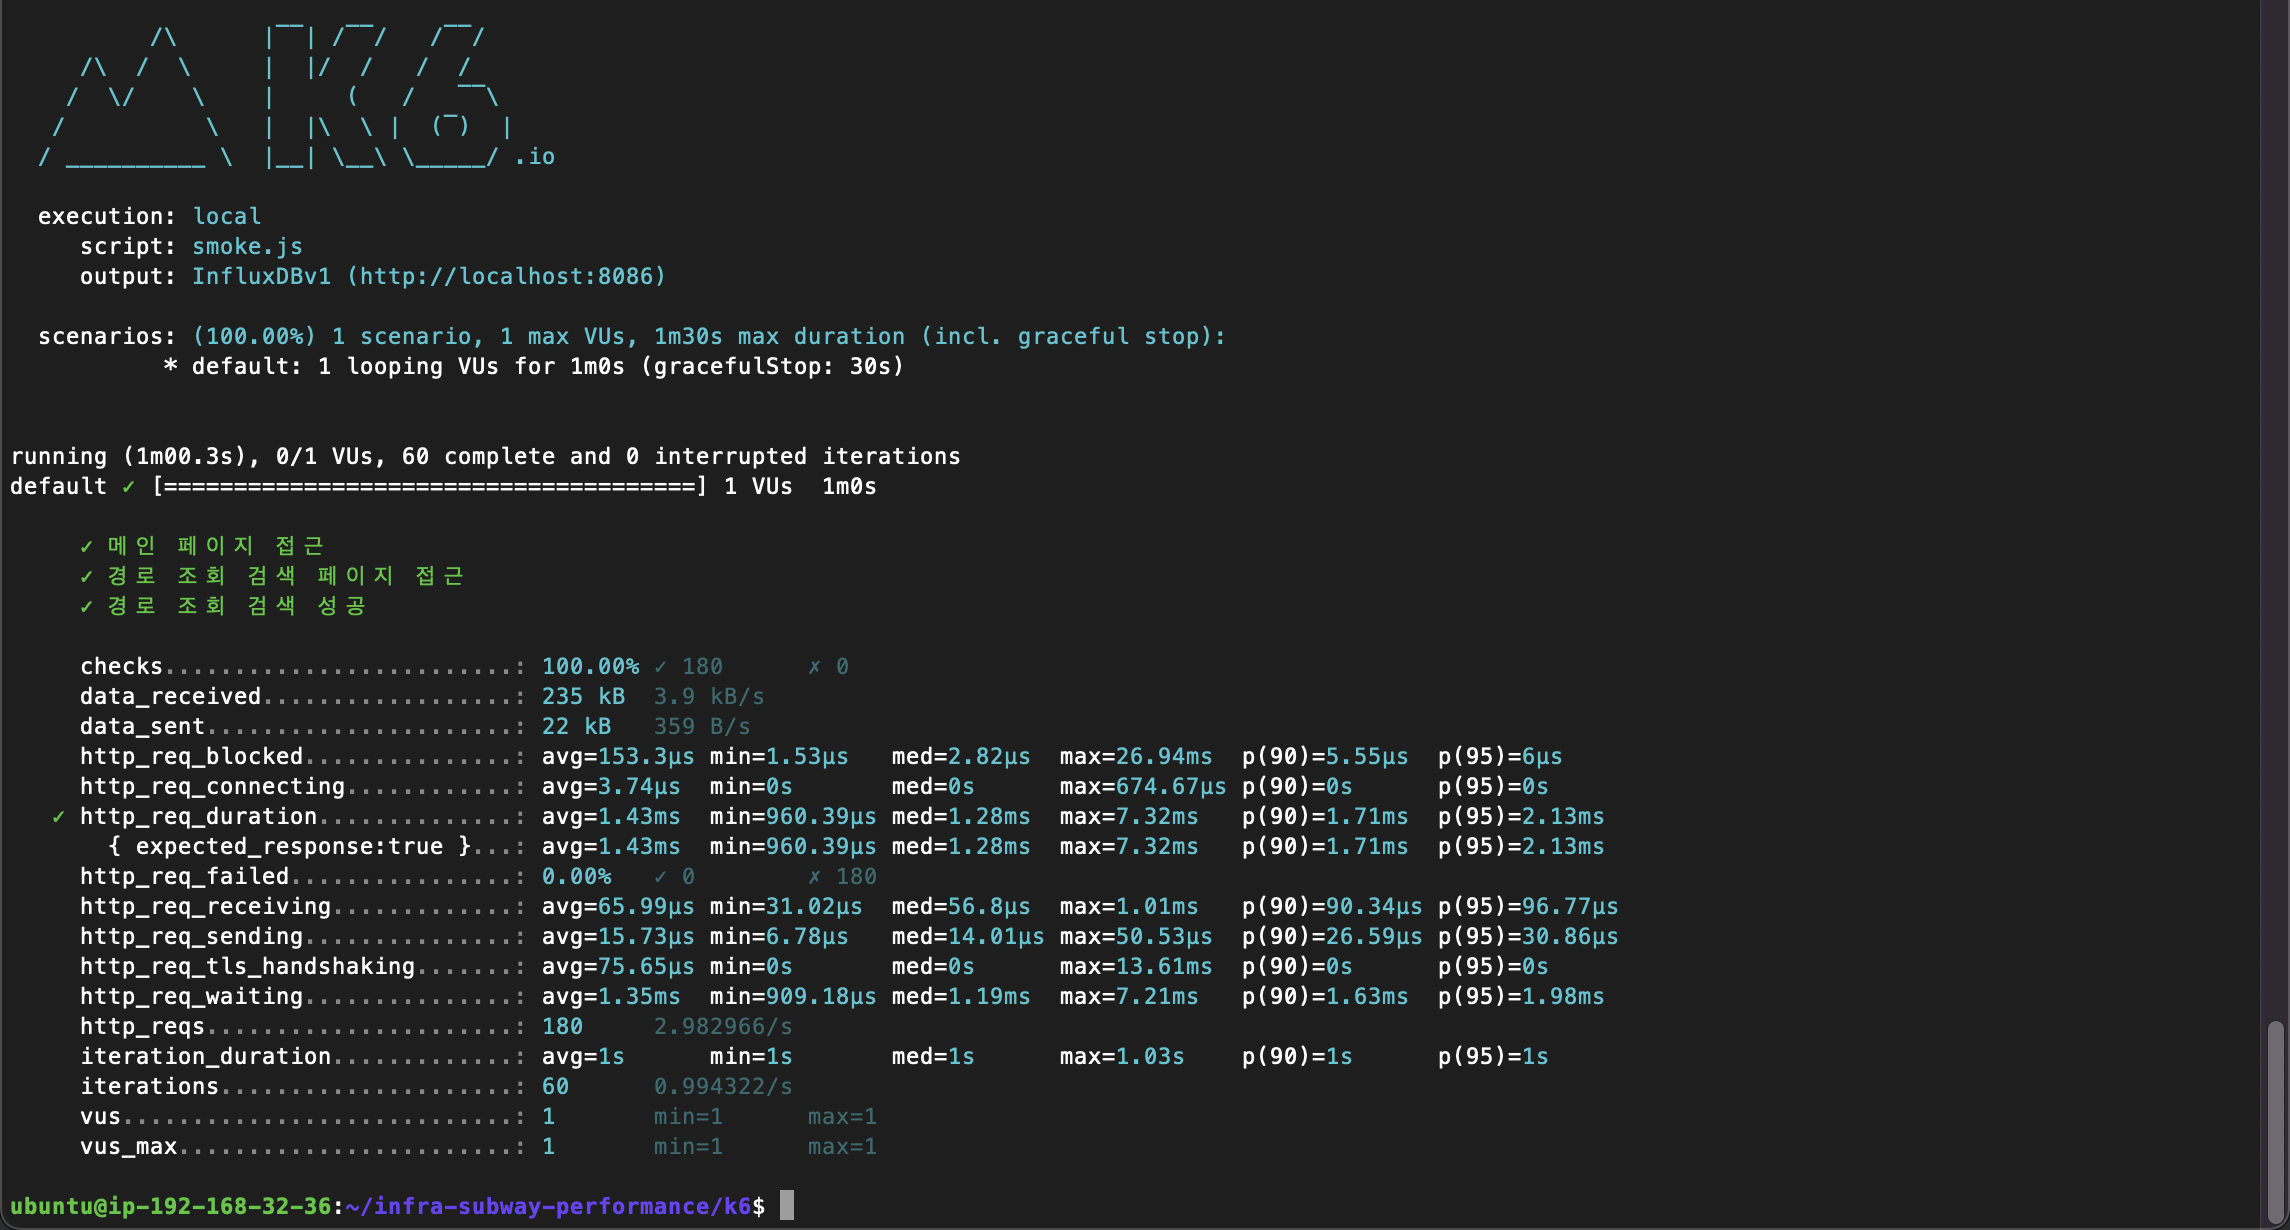 /\      |‾‾| /‾‾/   /‾‾/
     /\  /  \     |  |/  /   /  /
    /  \/    \    |     (   /   ‾‾\
   /          \   |  |\  \ |  (‾)  |
  / __________ \  |__| \__\ \_____/ .io
execution: local
script: smoke.js
output: InfluxDBv1 (http://localhost:8086)
scenarios: (100.00%) 1 scenario, 1 max VUs, 1m30s max duration (incl. graceful stop):
* default: 1 looping VUs for 1m0s (gracefulStop: 30s)
running (1m00.3s), 0/1 VUs, 60 complete and 0 interrupted iterations
default ✓ [======================================] 1 VUs  1m0s
✓ 메인 페이지 접근
✓ 경로 조회 검색 페이지 접근
✓ 경로 조회 검색 성공
checks.........................: 100.00% ✓ 180      ✗ 0
data_received..................: 235 kB  3.9 kB/s
data_sent......................: 22 kB   359 B/s
http_req_blocked...............: avg=153.3µs min=1.53µs   med=2.82µs  max=26.94ms  p(90)=5.55µs  p(95)=6µs
http_req_connecting............: avg=3.74µs  min=0s       med=0s      max=674.67µs p(90)=0s      p(95)=0s
✓ http_req_duration..............: avg=1.43ms  min=960.39µs med=1.28ms  max=7.32ms   p(90)=1.71ms  p(95)=2.13ms
{ expected_response:true }...: avg=1.43ms  min=960.39µs med=1.28ms  max=7.32ms   p(90)=1.71ms  p(95)=2.13ms
http_req_failed................: 0.00%   ✓ 0        ✗ 180
http_req_receiving.............: avg=65.99µs min=31.02µs  med=56.8µs  max=1.01ms   p(90)=90.34µs p(95)=96.77µs
http_req_sending...............: avg=15.73µs min=6.78µs   med=14.01µs max=50.53µs  p(90)=26.59µs p(95)=30.86µs
http_req_tls_handshaking.......: avg=75.65µs min=0s       med=0s      max=13.61ms  p(90)=0s      p(95)=0s
http_req_waiting...............: avg=1.35ms  min=909.18µs med=1.19ms  max=7.21ms   p(90)=1.63ms  p(95)=1.98ms
http_reqs......................: 180     2.982966/s
iteration_duration.............: avg=1s      min=1s       med=1s      max=1.03s    p(90)=1s      p(95)=1s
iterations.....................: 60      0.994322/s
vus............................: 1       min=1      max=1
vus_max........................: 1       min=1      max=1
ubuntu@ip-192-168-32-36:~/infra-subway-performance/k6$